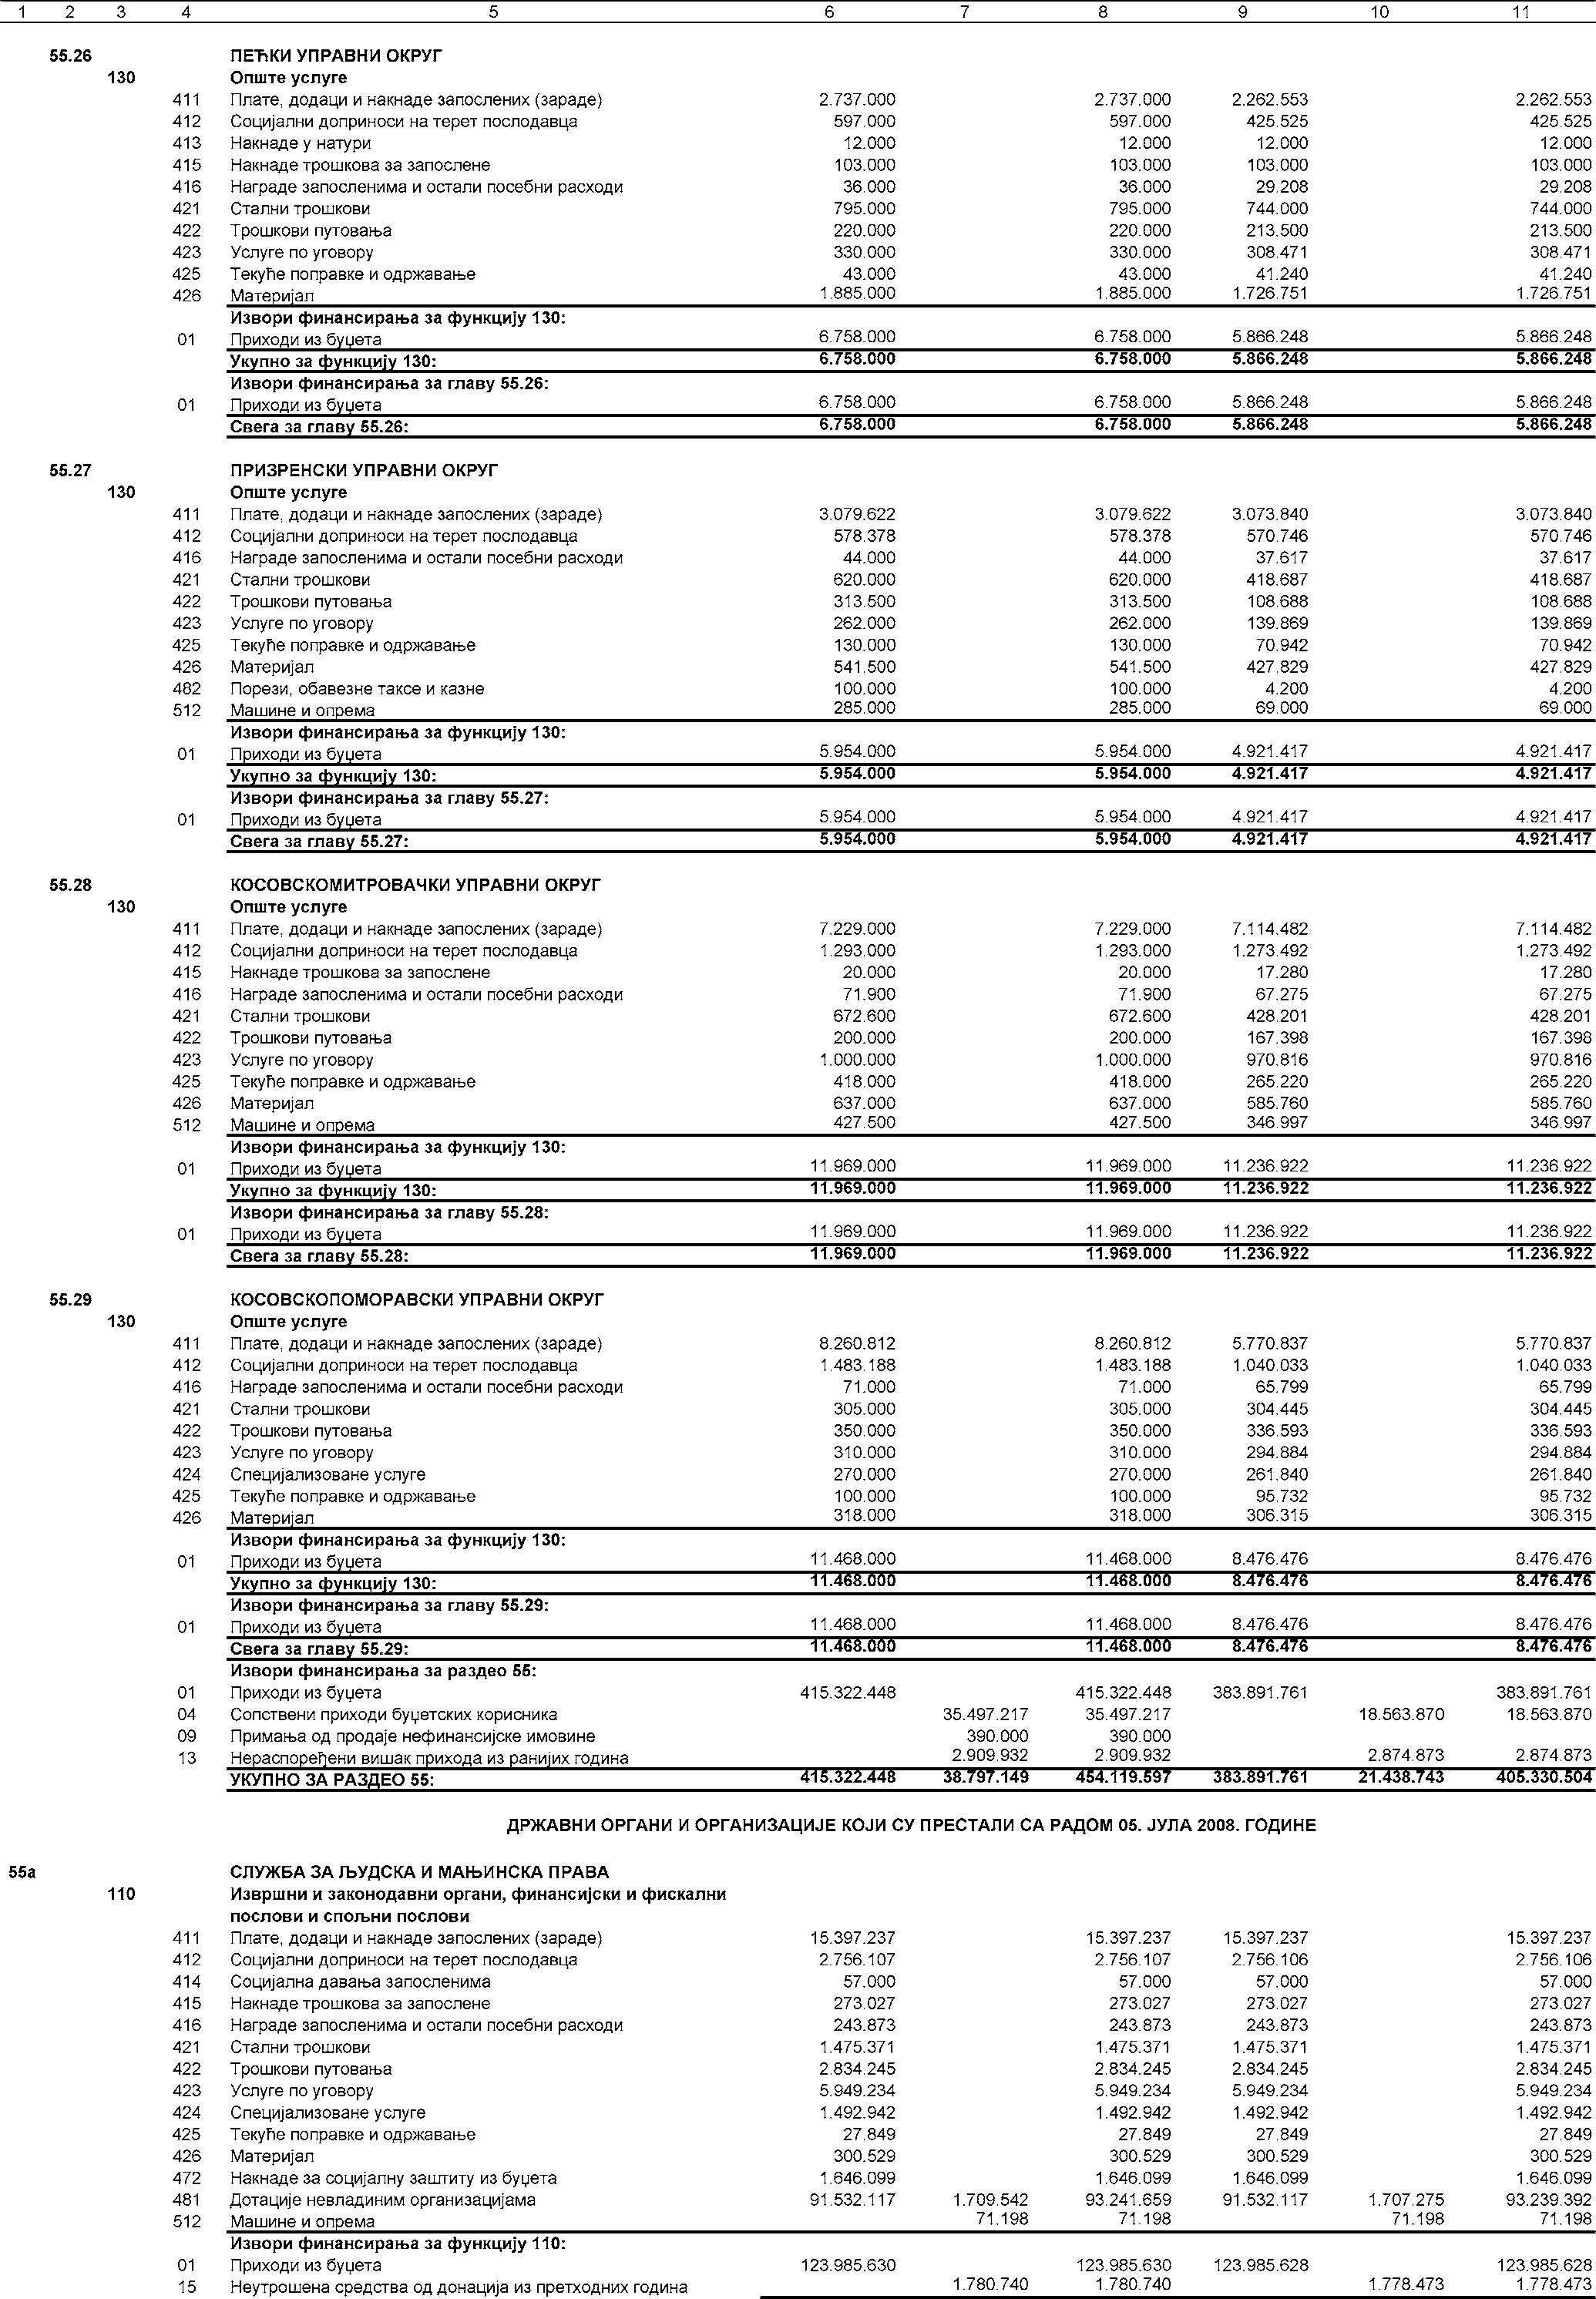 1 2 3 4 5 6 7 8 9 10 11
55.26 ПЕЋКИ УПРАВНИ ОКРУГ
130 Опште услуге
411 Плате, додаци и накнаде запослених (зараде) 2.737.000 2.737.000 2.262.553 2.262.553
412 Социјални доприноси на терет послодавца 597.000 597.000 425.525 425.525
413 Накнаде у натури 12.000 12.000 12.000 12.000
415 Накнаде трошкова за запослене 103.000 103.000 103.000 103.000
416 Награде запосленима и остали посебни расходи 36.000 36.000 29.208 29.208
421 Стални трошкови 795.000 795.000 744.000 744.000
422 Трошкови путовања 220.000 220.000 213.500 213.500
423 Услуге по уговору 330.000 330.000 308.471 308.471
425 Текуће поправке и одржавање 43.000 43.000 41.240 41.240
426 Материјал 1.885.000 1.885.000 1.726.751 1.726.751
Извори финансирања за функцију 130:
01 Приходи из буџета 6.758.000 6.758.000 5.866.248 5.866.248
Укупно за функцију 130: 6.758.000 6.758.000 5.866.248 5.866.248
Извори финансирања за главу 55.26:
01 Приходи из буџета 6.758.000 6.758.000 5.866.248 5.866.248
Свега за главу 55.26: 6.758.000 6.758.000 5.866.248 5.866.248
55.27 ПРИЗРЕНСКИ УПРАВНИ ОКРУГ
130 Опште услуге
411 Плате, додаци и накнаде запослених (зараде) 3.079.622 3.079.622 3.073.840 3.073.840
412 Социјални доприноси на терет послодавца 578.378 578.378 570.746 570.746
416 Награде запосленима и остали посебни расходи 44.000 44.000 37.617 37.617
421 Стални трошкови 620.000 620.000 418.687 418.687
422 Трошкови путовања 313.500 313.500 108.688 108.688
423 Услуге по уговору 262.000 262.000 139.869 139.869
425 Текуће поправке и одржавање 130.000 130.000 70.942 70.942
426 Материјал 541.500 541.500 427.829 427.829
482 Порези, обавезне таксе и казне 100.000 100.000 4.200 4.200
512 Машине и опрема 285.000 285.000 69.000 69.000
Извори финансирања за функцију 130:
01 Приходи из буџета 5.954.000 5.954.000 4.921.417 4.921.417
Укупно за функцију 130: 5.954.000 5.954.000 4.921.417 4.921.417
Извори финансирања за главу 55.27:
01 Приходи из буџета 5.954.000 5.954.000 4.921.417 4.921.417
Свега за главу 55.27: 5.954.000 5.954.000 4.921.417 4.921.417
55.28 КОСОВСКОМИТРОВАЧКИ УПРАВНИ ОКРУГ
130 Опште услуге
411 Плате, додаци и накнаде запослених (зараде) 7.229.000 7.229.000 7.114.482 7.114.482
412 Социјални доприноси на терет послодавца 1.293.000 1.293.000 1.273.492 1.273.492
415 Накнаде трошкова за запослене 20.000 20.000 17.280 17.280
416 Награде запосленима и остали посебни расходи 71.900 71.900 67.275 67.275
421 Стални трошкови 672.600 672.600 428.201 428.201
422 Трошкови путовања 200.000 200.000 167.398 167.398
423 Услуге по уговору 1.000.000 1.000.000 970.816 970.816
425 Текуће поправке и одржавање 418.000 418.000 265.220 265.220
426 Материјал 637.000 637.000 585.760 585.760
512 Машине и опрема 427.500 427.500 346.997 346.997
Извори финансирања за функцију 130:
01 Приходи из буџета 11.969.000 11.969.000 11.236.922 11.236.922
Укупно за функцију 130: 11.969.000 11.969.000 11.236.922 11.236.922
Извори финансирања за главу 55.28:
01 Приходи из буџета 11.969.000 11.969.000 11.236.922 11.236.922
Свега за главу 55.28: 11.969.000 11.969.000 11.236.922 11.236.922
55.29 КОСОВСКОПОМОРАВСКИ УПРАВНИ ОКРУГ
130 Опште услуге
411 Плате, додаци и накнаде запослених (зараде) 8.260.812 8.260.812 5.770.837 5.770.837
412 Социјални доприноси на терет послодавца 1.483.188 1.483.188 1.040.033 1.040.033
416 Награде запосленима и остали посебни расходи 71.000 71.000 65.799 65.799
421 Стални трошкови 305.000 305.000 304.445 304.445
422 Трошкови путовања 350.000 350.000 336.593 336.593
423 Услуге по уговору 310.000 310.000 294.884 294.884
424 Специјализоване услуге 270.000 270.000 261.840 261.840
425 Текуће поправке и одржавање 100.000 100.000 95.732 95.732
426 Материјал 318.000 318.000 306.315 306.315
Извори финансирања за функцију 130:
01 Приходи из буџета 11.468.000 11.468.000 8.476.476 8.476.476
Укупно за функцију 130: 11.468.000 11.468.000 8.476.476 8.476.476
Извори финансирања за главу 55.29:
01 Приходи из буџета 11.468.000 11.468.000 8.476.476 8.476.476
Свега за главу 55.29: 11.468.000 11.468.000 8.476.476 8.476.476
Извори финансирања за раздео 55:
01 Приходи из буџета 415.322.448 415.322.448 383.891.761 383.891.761
04 Сопствени приходи буџетских корисника 35.497.217 35.497.217 18.563.870 18.563.870
09 Примања од продаје нефинансијске имовине 390.000 390.000
13 Нераспоређени вишак прихода из ранијих година 2.909.932 2.909.932 2.874.873 2.874.873
УКУПНО ЗА РАЗДЕО 55: 415.322.448 38.797.149 454.119.597 383.891.761 21.438.743 405.330.504
ДРЖАВНИ ОРГАНИ И ОРГАНИЗАЦИЈЕ КОЈИ СУ ПРЕСТАЛИ СА РАДОМ 05. ЈУЛА 2008. ГОДИНЕ
55а СЛУЖБА ЗА ЉУДСКА И МАЊИНСКА ПРАВА
110 Извршни и законодавни органи, финансијски и фискални
послови и спољни послови
411 Плате, додаци и накнаде запослених (зараде) 15.397.237 15.397.237 15.397.237 15.397.237
412 Социјални доприноси на терет послодавца 2.756.107 2.756.107 2.756.106 2.756.106
414 Социјална давања запосленима 57.000 57.000 57.000 57.000
415 Накнаде трошкова за запослене 273.027 273.027 273.027 273.027
416 Награде запосленима и остали посебни расходи 243.873 243.873 243.873 243.873
421 Стални трошкови 1.475.371 1.475.371 1.475.371 1.475.371
422 Трошкови путовања 2.834.245 2.834.245 2.834.245 2.834.245
423 Услуге по уговору 5.949.234 5.949.234 5.949.234 5.949.234
424 Специјализоване услуге 1.492.942 1.492.942 1.492.942 1.492.942
425 Текуће поправке и одржавање 27.849 27.849 27.849 27.849
426 Материјал 300.529 300.529 300.529 300.529
472 Накнаде за социјалну заштиту из буџета 1.646.099 1.646.099 1.646.099 1.646.099
481 Дотације невладиним организацијама 91.532.117 1.709.542 93.241.659 91.532.117 1.707.275 93.239.392
512 Машине и опрема 71.198 71.198 71.198 71.198
Извори финансирања за функцију 110:
01 Приходи из буџета 123.985.630 123.985.630 123.985.628 123.985.628
15 Неутрошена средства од донација из претходних година 1.780.740 1.780.740 1.778.473 1.778.473